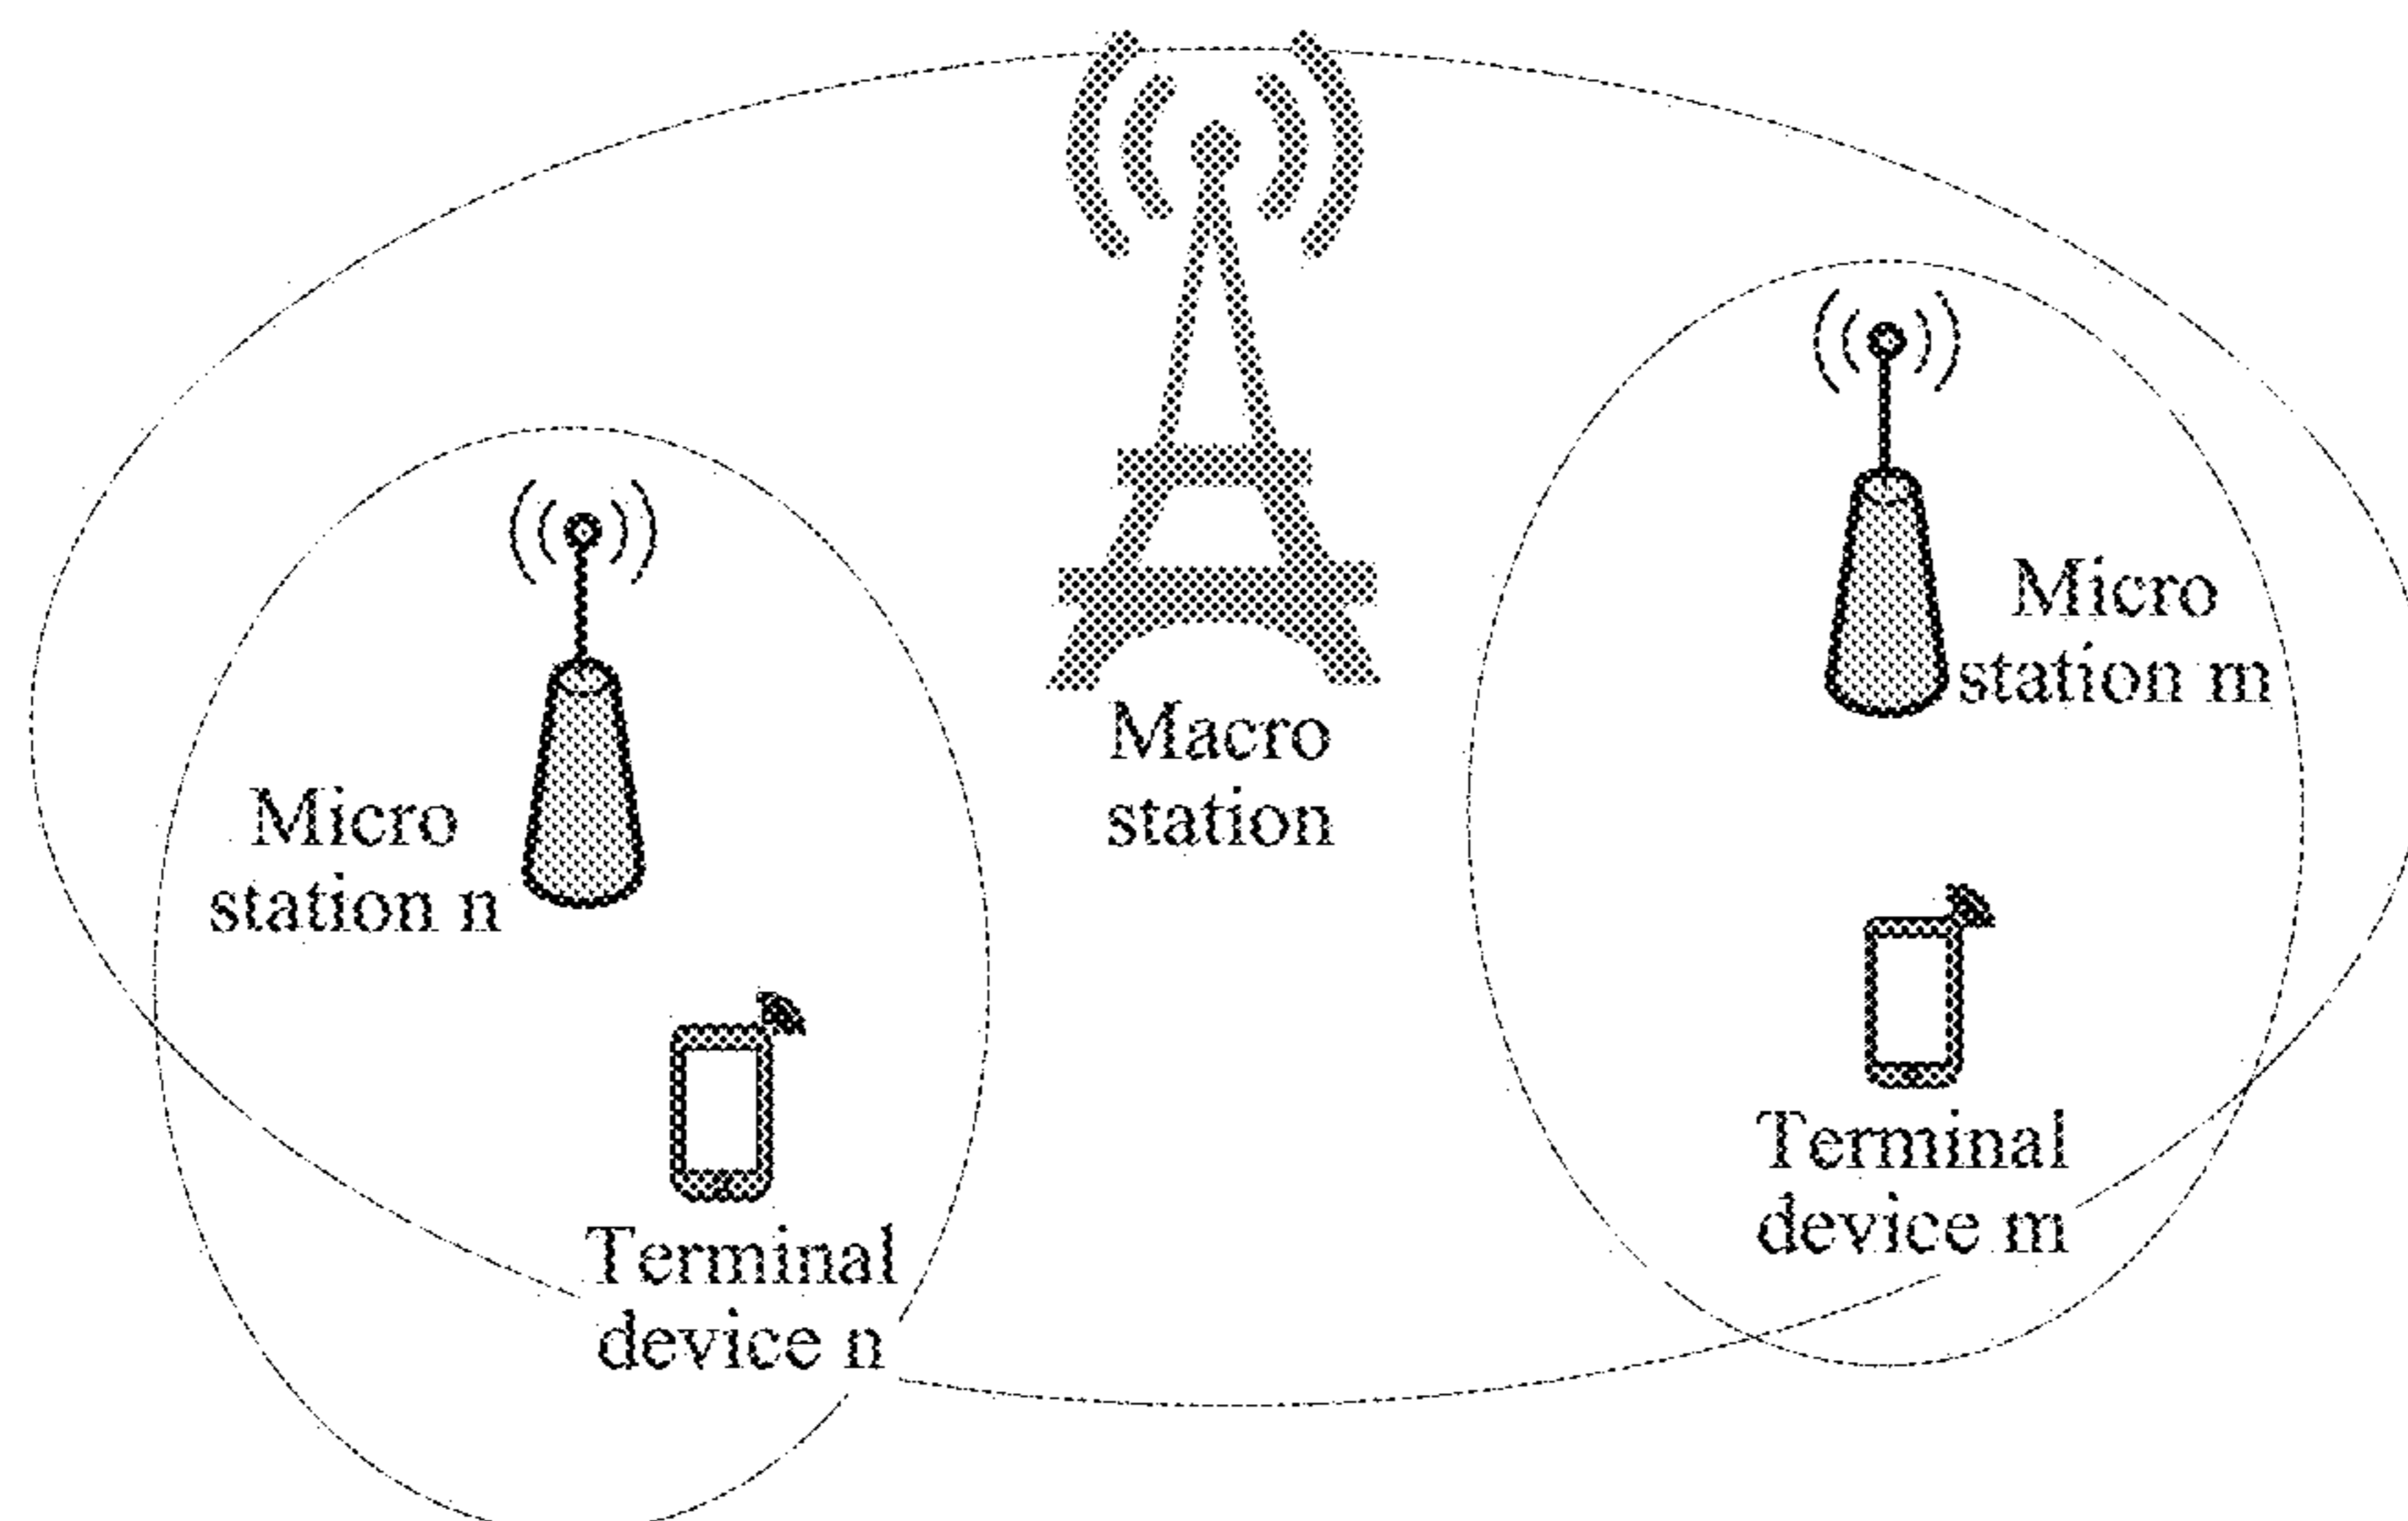 Micro
station m
Macro
station
Micro
station n
Terminal
device m
Terminal
device n